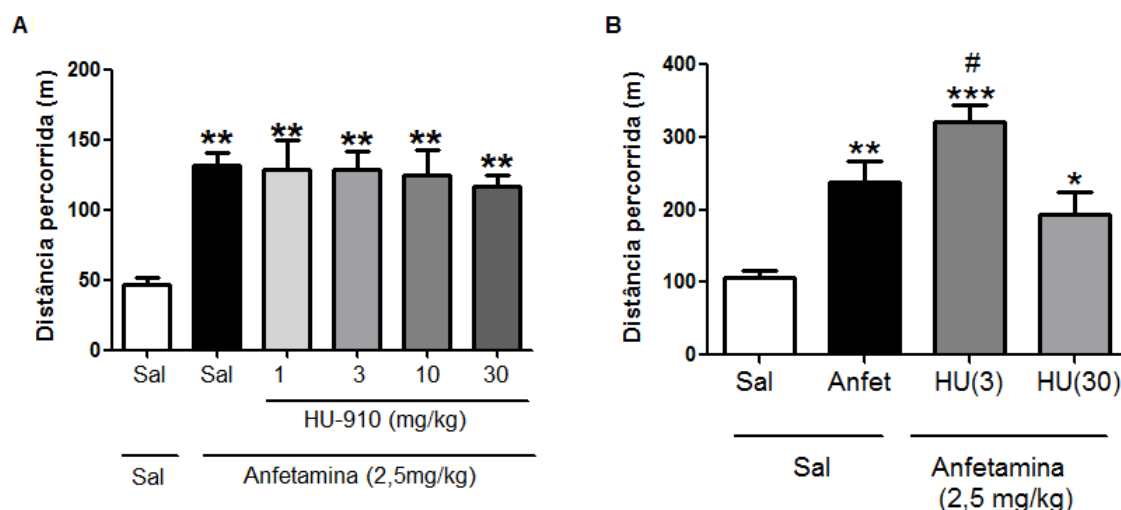 A
Distância percorrida (m)
200
150
100
50
0
** ** ** ** **
Sal Sal 1 3 10 30
HU-910 (mg/kg)
Sal Anfetamina (2,5mg/kg)
B
Distância percorrida (m)
400
300
200
100
0
#
***
**
*
Sal Anfet HU(3) HU(30)
Sal Anfetamina
(2,5 mg/kg)